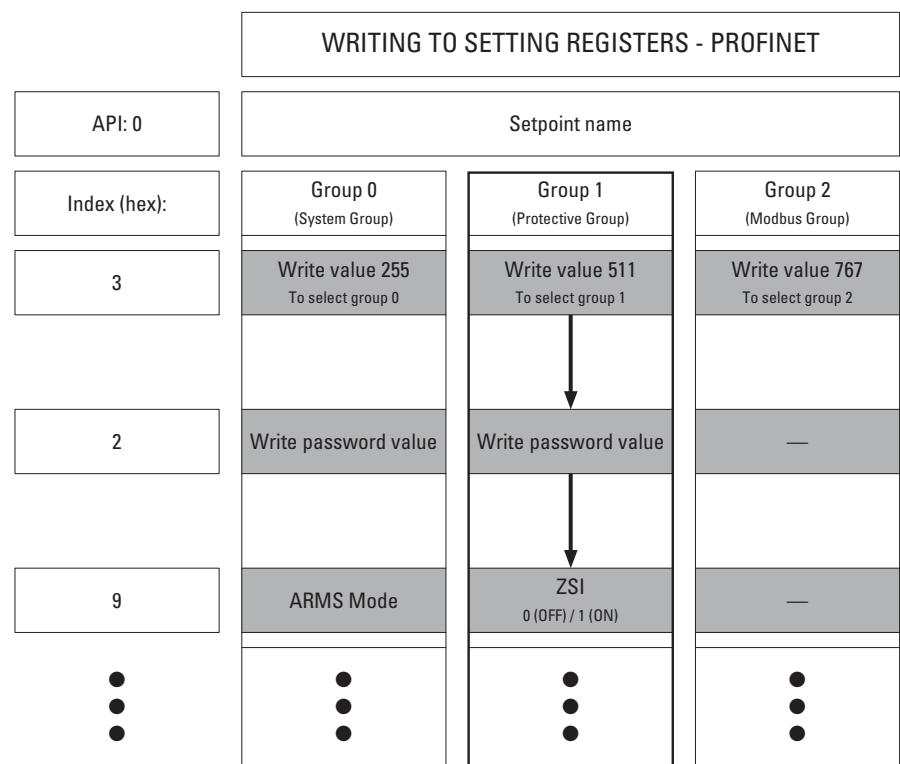 WRITING TO SETTING REGISTERS - PROFINET
API: 0
Setpoint name
Index (hex):
Group 0
(System Group)
Group 1
(Protective Group)
Group 2
(Modbus Group)
3
Write value 255
To select group 0
Write value 511
To select group 1
Write value 767
To select group 2
2
Write password value
Write password value
—
9
ARMS Mode
ZSI
0 (OFF) / 1 (ON)
—